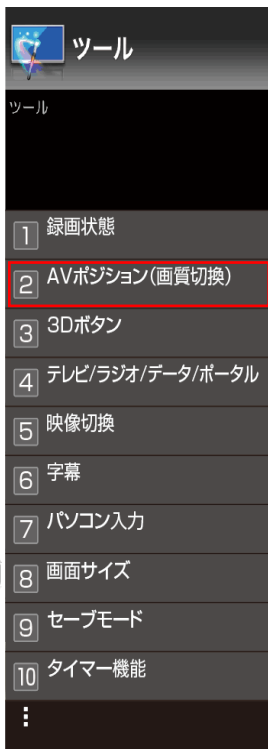 ツール
ツール
1 録画状態
2 AVポジション(画質切換)
3 3Dボタン
4 テレビ/ラジオ/データ/ポータル
5 映像切換
6 字幕
7 パソコン入力
8 画面サイズ
9 セーブモード
10 タイマー機能
⋮